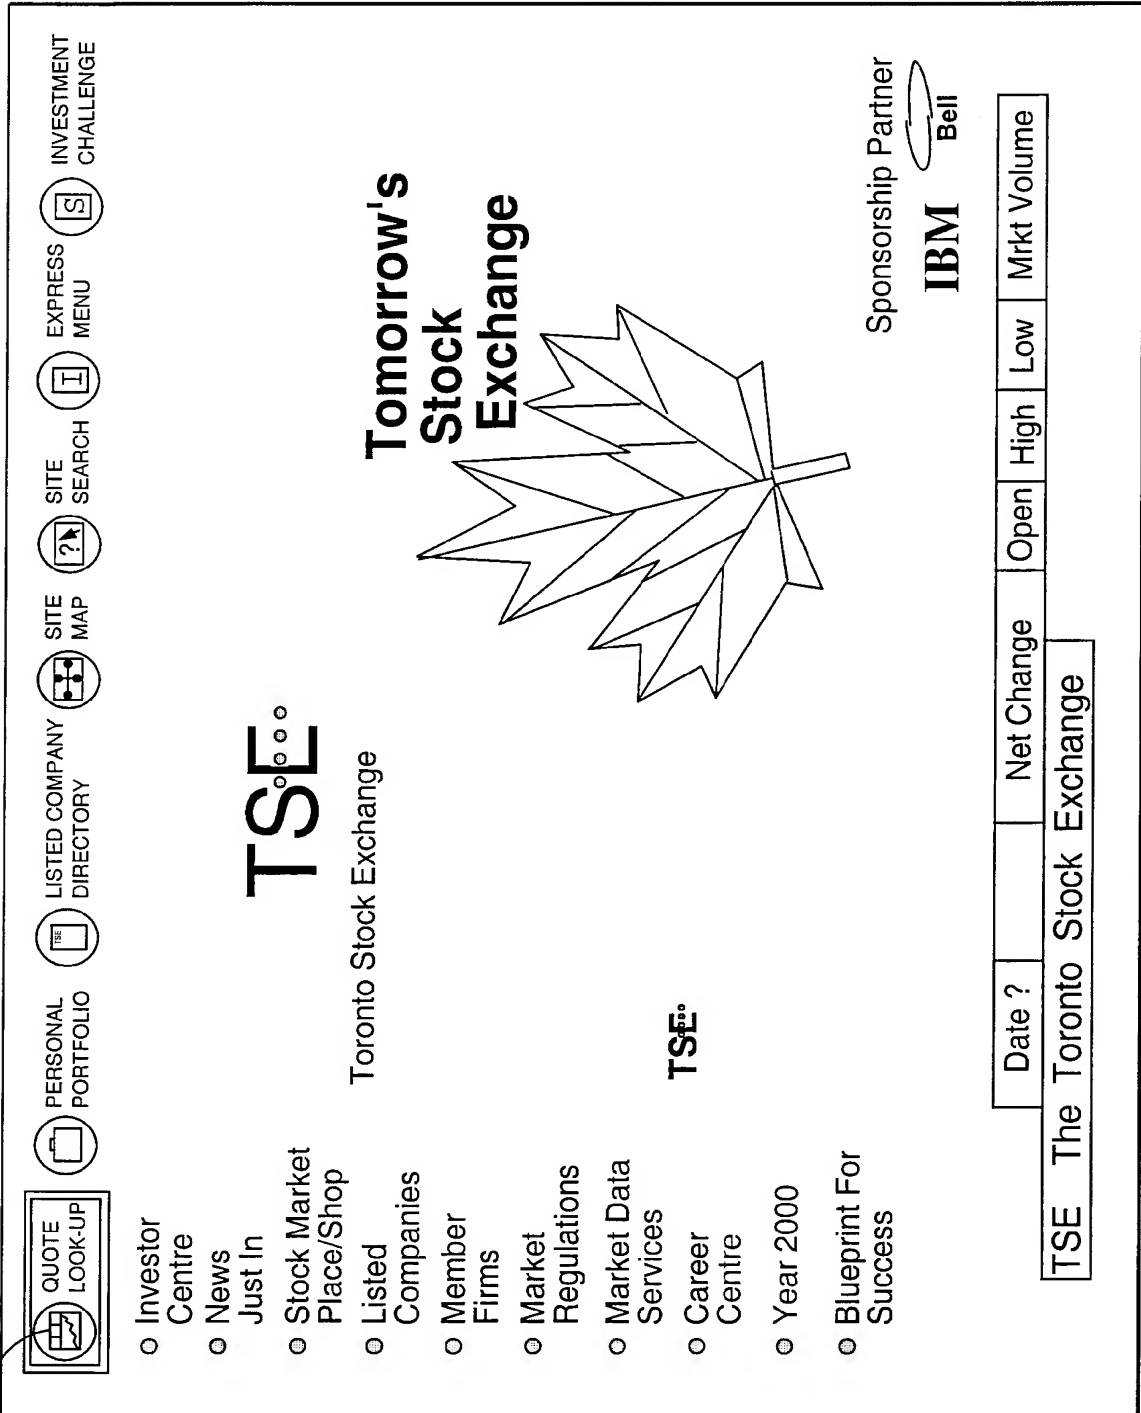 QUOTE
LOOK-UP
PERSONAL
PORTFOLIO
TSE
LISTED COMPANY
DIRECTORY
SITE
MAP
?
SITE
SEARCH
I
EXPRESS
MENU
S
INVESTMENT
CHALLENGE
Investor
Centre
News
Just In
Stock Market
Place/Shop
Listed
Companies
Member
Firms
Market
Regulations
Market Data
Services
Career
Centre
Year 2000
Blueprint For
Success
TSE
Toronto Stock Exchange
TSE
Tomorrow's
Stock
Exchange
Sponsorship Partner
IBM
Bell
Date ? Net Change Open High Low Mrkt Volume
TSE The Toronto Stock Exchange